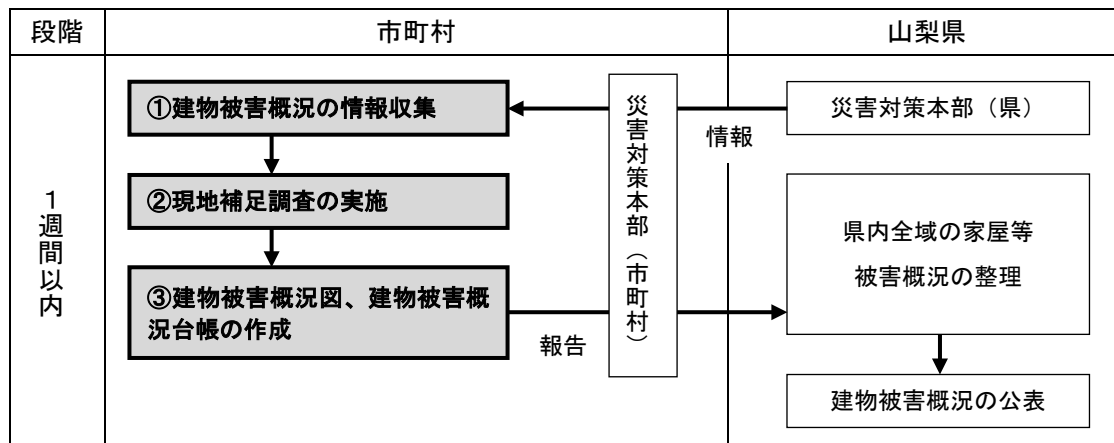 段階
市町村
山梨県
1週間以内
①建物被害概況の情報収集
②現地補足調査の実施
③建物被害概況図、建物被害概
況台帳の作成
報告
災害対策本部（市町村）
情報
災害対策本部（県）
県内全域の家屋等
被害概況の整理
建物被害概況の公表